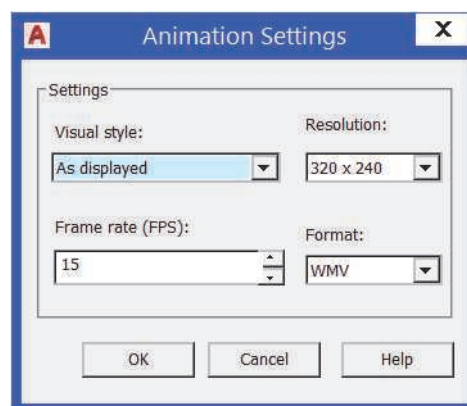 A Animation Settings X
Settings
Visual style:
Resolution:
As displayed
320 x 240
Frame rate (FPS):
Format:
15
WMV
OK Cancel Help